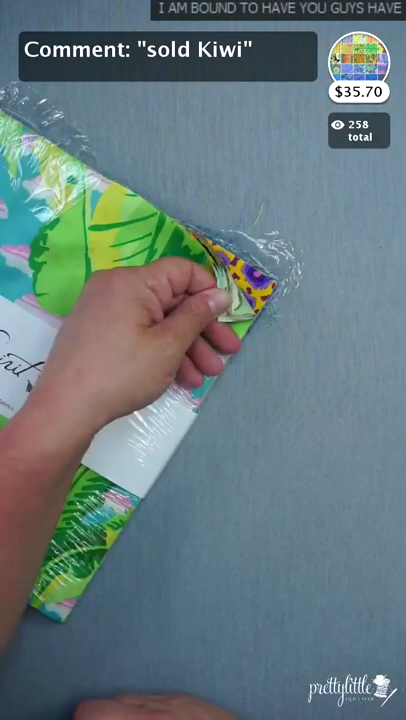 I AM BOUND TO HAVE YOU GUYS HAVE
Comment: "sold Kiwi"
$35.70
258
total
prettylittle